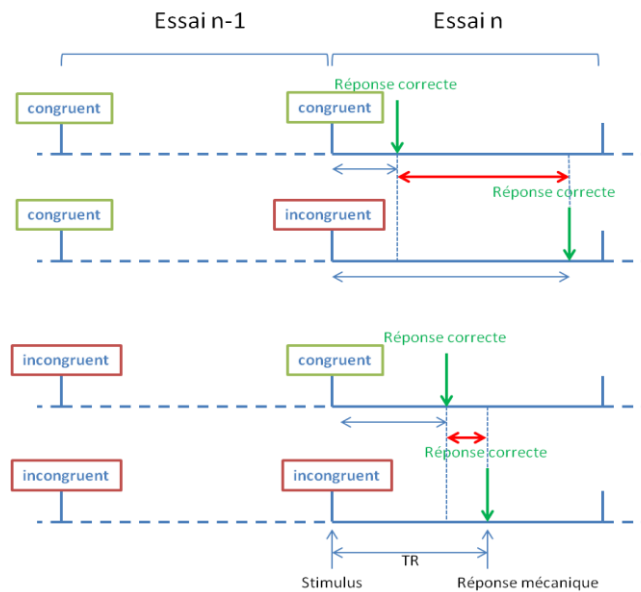 Essai n-1
Essai n
Réponse correcte
congruent
congruent
Réponse correcte
congruent
incongruent
Réponse correcte
incongruent
congruent
Réponse correcte
incongruent
incongruent
TR
Stimulus
Réponse mécanique